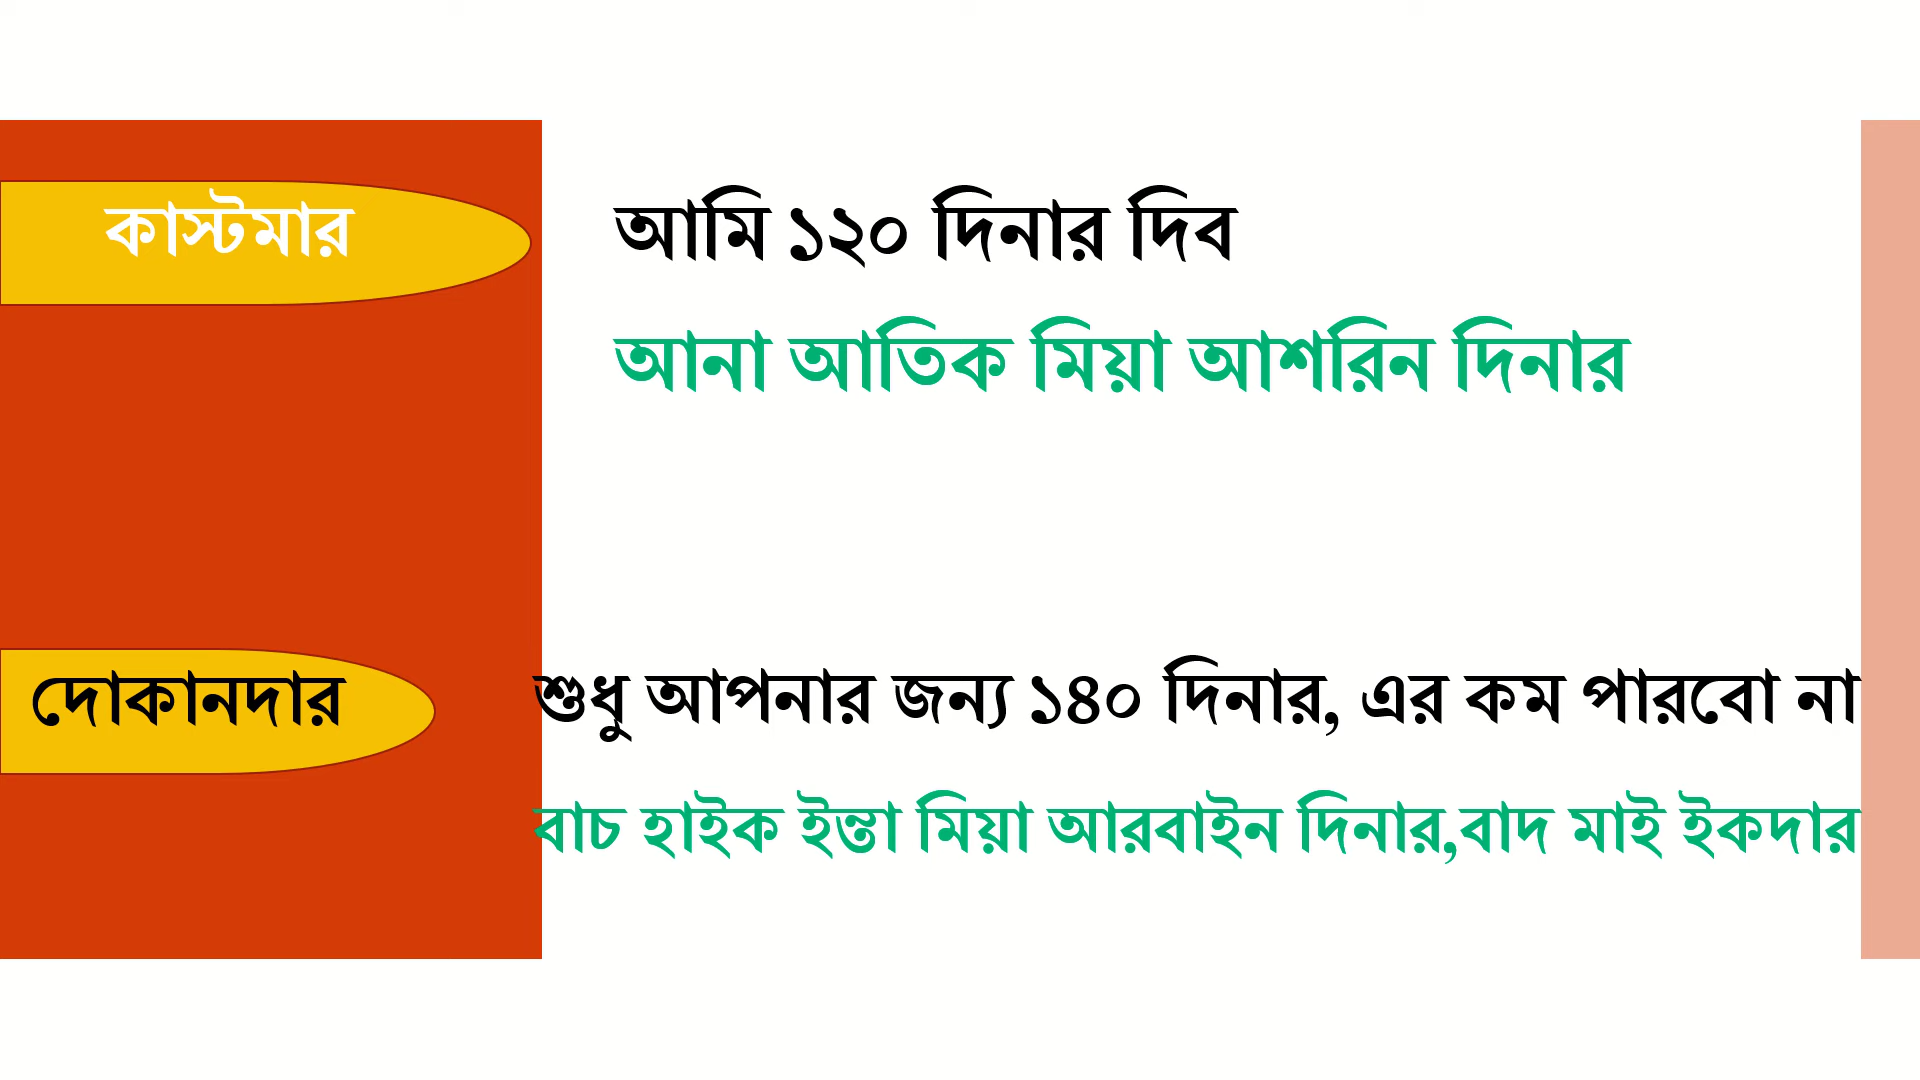 কাস্টমার
আমি ১২০ দিনার দিব
আনা আতিক মিয়া আশরিন দিনার
দোকানদার
শুধু আপনার জন্য ১৪০ দিনার, এর কম পারবো না
বাচ হাইক ইন্তা মিয়া আরবাইন দিনার,বাদ মাই ইকদার